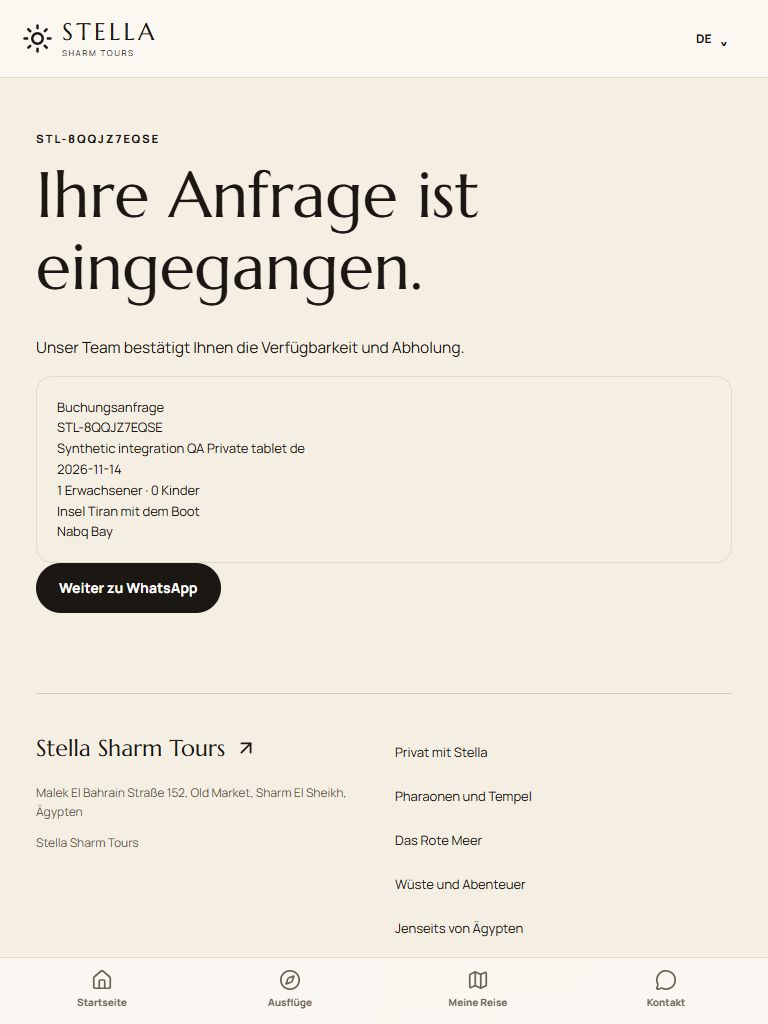 STELLA
SHARM TOURS
DE
STL-8QQJZ7EQSE
Ihre Anfrage ist
eingegangen.
Unser Team bestätigt Ihnen die Verfügbarkeit und Abholung.
Buchungsanfrage
STL-8QQJZ7EQSE
Synthetic integration QA Private tablet de
2026-11-14
1 Erwachsener · 0 Kinder
Insel Tiran mit dem Boot
Nabq Bay
Weiter zu WhatsApp
Stella Sharm Tours
Malek El Bahrain Straße 152, Old Market, Sharm El Sheikh,
Ägypten
Stella Sharm Tours
Privat mit Stella
Pharaonen und Tempel
Das Rote Meer
Wüste und Abenteuer
Jenseits von Ägypten
Startseite
Ausflüge
Meine Reise
Kontakt